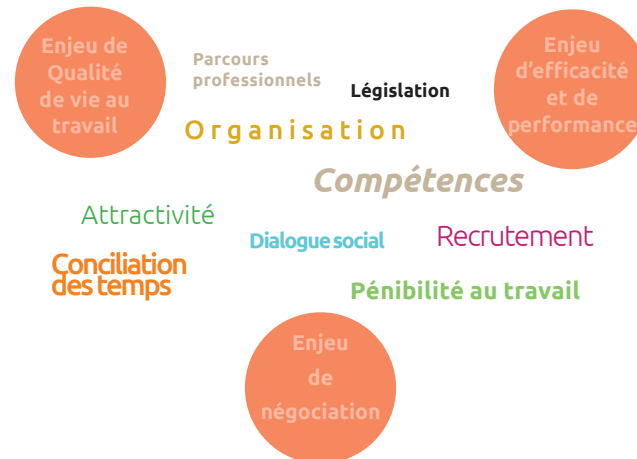 Enjeu de
Qualité
de vie au
travail
Parcours
professionnels
Législation
Enjeu
d’efficacité
et de
performance
Organisation
Compétences
Attractivité
Dialogue social
Recrutement
Conciliation
des temps
Pénibilité au travail
Enjeu
de
négociation